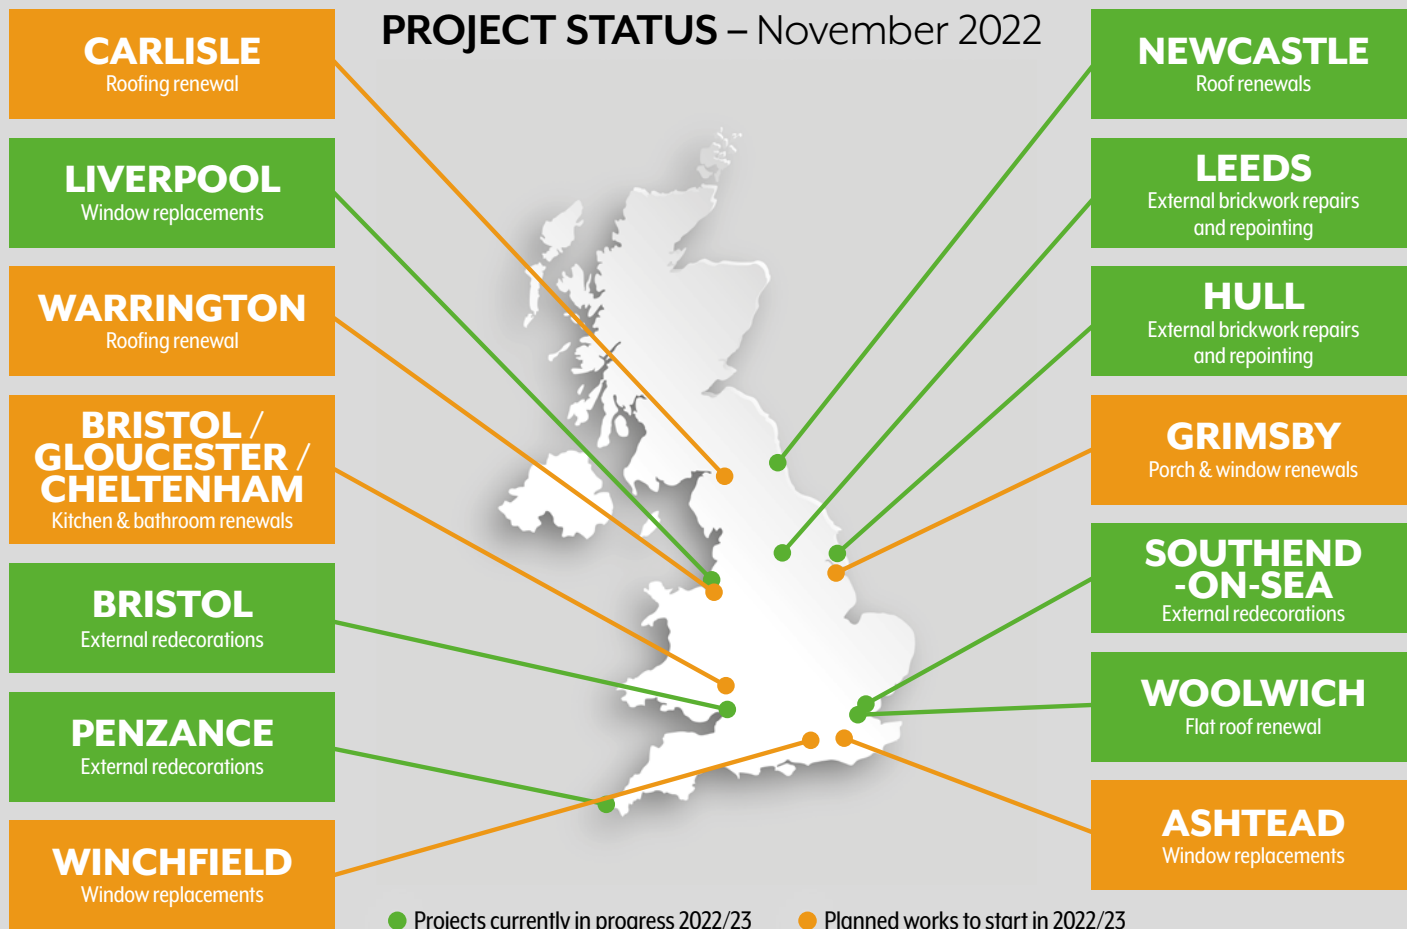 PROJECT STATUS – November 2022
CARLISLE
Roofing renewal
LIVERPOOL
Window replacements
WARRINGTON
Roofing renewal
BRISTOL /
GLOUCESTER /
CHELTENHAM
Kitchen & bathroom renewals
BRISTOL
External redecorations
PENZANCE
External redecorations
WINCHFIELD
Window replacements
NEWCASTLE
Roof renewals
LEEDS
External brickwork repairs
and repointing
HULL
External brickwork repairs
and repointing
GRIMSBY
Porch & window renewals
SOUTHEND
-ON-SEA
External redecorations
WOOLWICH
Flat roof renewal
ASHTEAD
Window replacements
Projects currently in progress 2022/23
Planned works to start in 2022/23